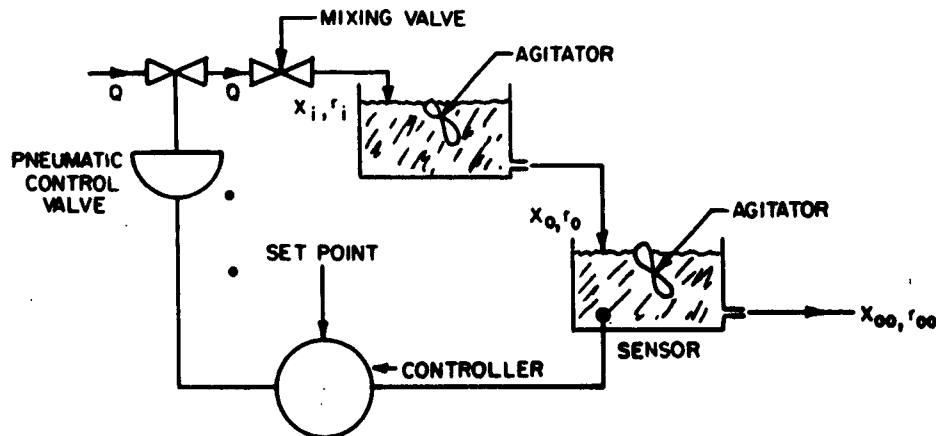 MIXING VALVE
AGITATOR
Q
Q
Xi, ri
PNEUMATIC
CONTROL
VALVE
Xo, ro
AGITATOR
SET POINT
Xoo, roo
SENSOR
CONTROLLER